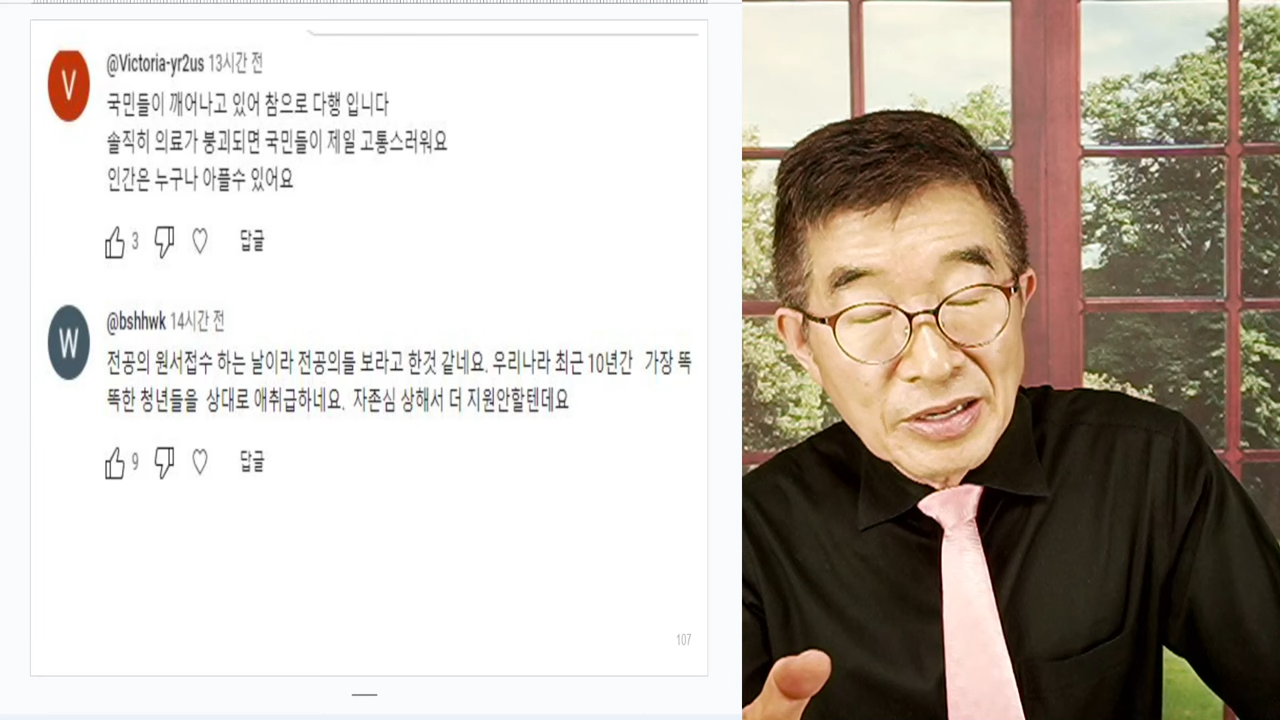 @Victoria-yr2us 13시간 전
국민들이 깨어나고 있어 참으로 다행 입니다
솔직히 의료가 붕괴되면 국민들이 제일 고통스러워요
인간은 누구나 아플수 있어요
3 답글
@bshhwk 14시간 전
전공의 원서접수 하는 날이라 전공의들 보라고 한것 같네요. 우리나라 최근 10년간 가장 똑
똑한 청년들을 상대로 애취급하네요. 자존심 상해서 더 지원안할텐데요
9 답글
107
V
W